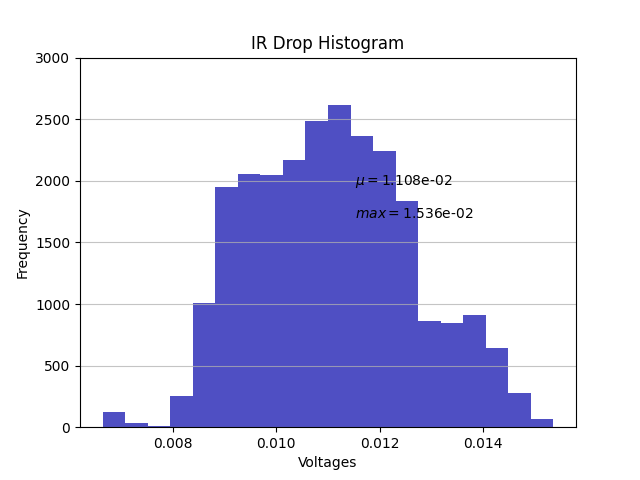 IR Drop Histogram
3000
2500
2000
1500
1000
500
0
Frequency
μ = 1.108e-02
max = 1.536e-02
0.008 0.010 0.012 0.014
Voltages